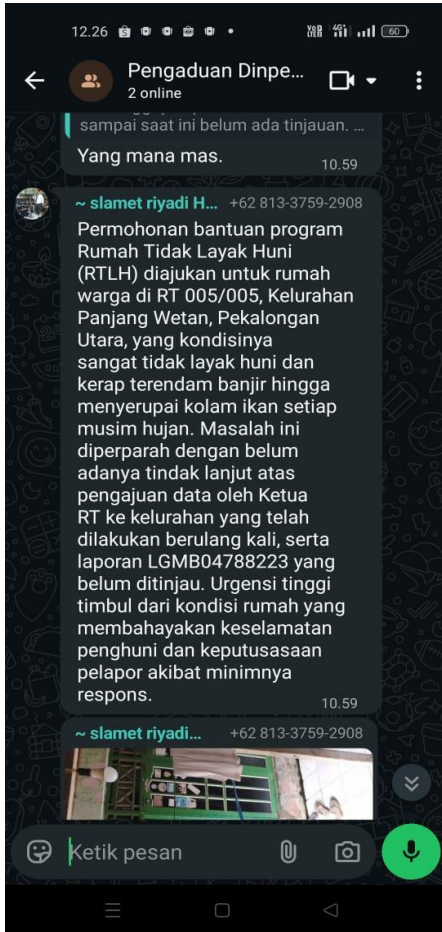 12.26
VoD
LTE
4G+
60
Pengaduan Dinpe...
2 online
sampai saat ini belum ada tinjauan. ...
Yang mana mas.
10.59
~ slamet riyadi H... +62 813-3759-2908
Permohonan bantuan program
Rumah Tidak Layak Huni
(RTLH) diajukan untuk rumah
warga di RT 005/005, Kelurahan
Panjang Wetan, Pekalongan
Utara, yang kondisinya
sangat tidak layak huni dan
kerap terendam banjir hingga
menyerupai kolam ikan setiap
musim hujan. Masalah ini
diperparah dengan belum
adanya tindak lanjut atas
pengajuan data oleh Ketua
RT ke kelurahan yang telah
dilakukan berulang kali, serta
laporan LGMB04788223 yang
belum ditinjau. Urgensi tinggi
timbul dari kondisi rumah yang
membahayakan keselamatan
penghuni dan keputusasaan
pelapor akibat minimnya
respons.
10.59
~ slamet riyadi... +62 813-3759-2908
Ketik pesan